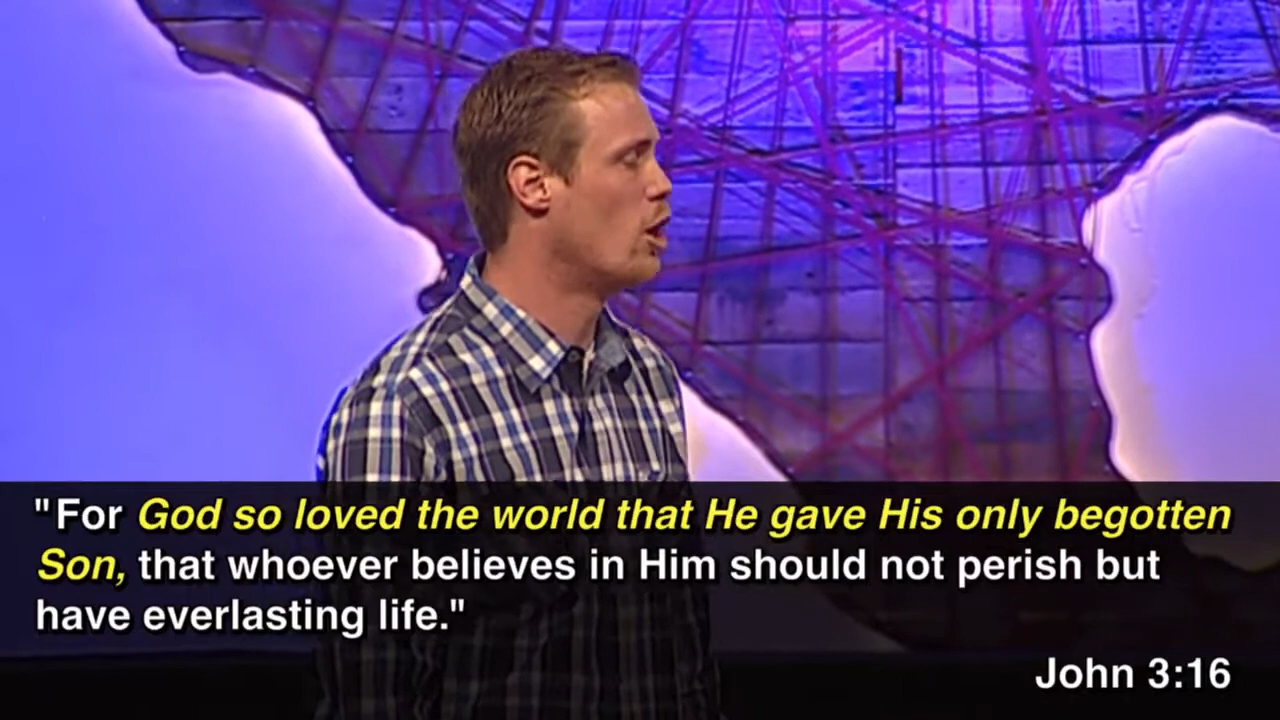 "For God so loved the world that He gave His only begotten
Son, that whoever believes in Him should not perish but
have everlasting life."
John 3:16